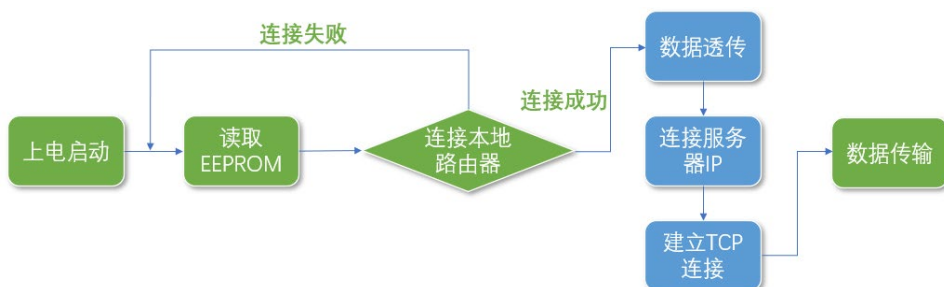 连接失败
数据透传
连接成功
上电启动
读取
EEPROM
连接本地
路由器
连接服务
器IP
数据传输
建立TCP
连接